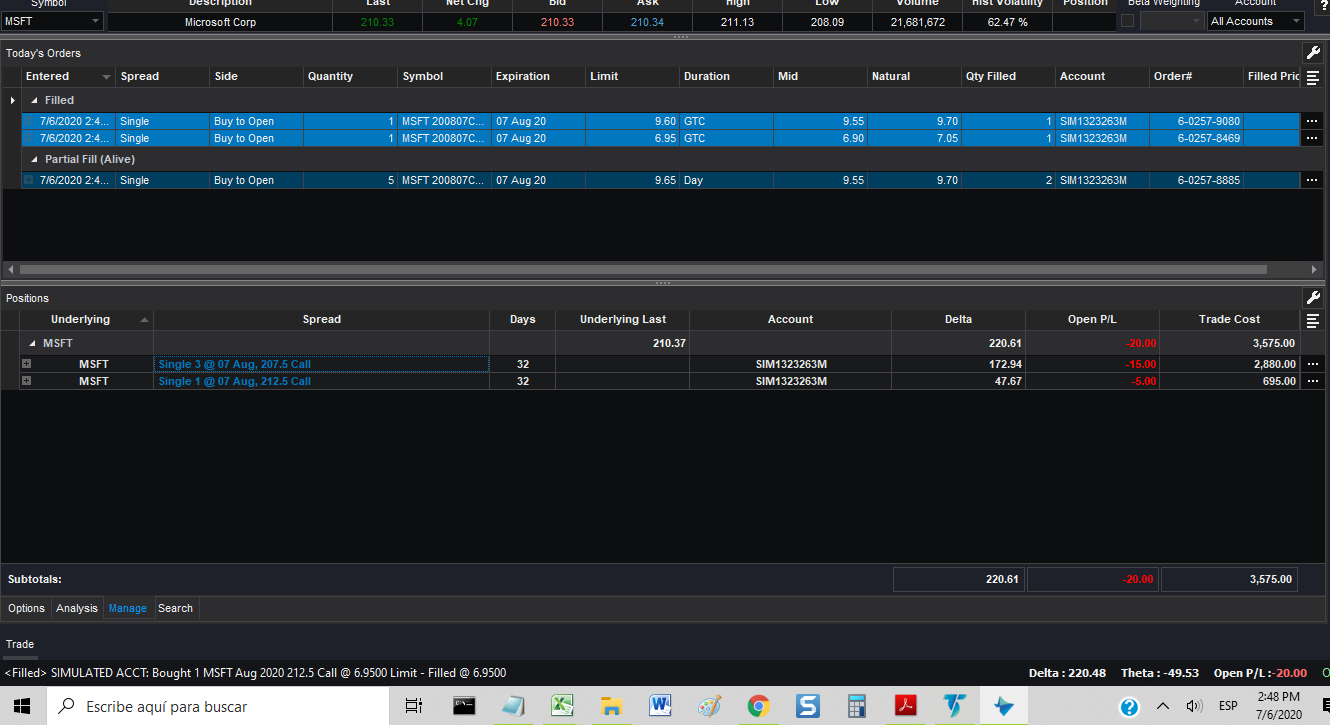 Symbol Description Last Net Chg Bid Ask High Low Volume Hist Volatility Position Beta Weighting Account
MSFT Microsoft Corp 210.33 4.07 210.33 210.34 211.13 208.09 21,681,672 62.47 % All Accounts
Today's Orders
Entered Spread Side Quantity Symbol Expiration Limit Duration Mid Natural Qty Filled Account Order# Filled Pric
Filled
7/6/2020 2:4... Single Buy to Open 1 MSFT 200807C... 07 Aug 20 9.60 GTC 9.55 9.70 1 SIM1323263M 6-0257-9080 ...
7/6/2020 2:4... Single Buy to Open 1 MSFT 200807C... 07 Aug 20 6.95 GTC 6.90 7.05 1 SIM1323263M 6-0257-8469 ...
Partial Fill (Alive)
7/6/2020 2:4... Single Buy to Open 5 MSFT 200807C... 07 Aug 20 9.65 Day 9.55 9.70 2 SIM1323263M 6-0257-8885 ...
Positions
Underlying Spread Days Underlying Last Account Delta Open P/L Trade Cost
MSFT 210.37 220.61 -20.00 3,575.00
MSFT Single 3 @ 07 Aug, 207.5 Call 32 SIM1323263M 172.94 -15.00 2,880.00 ...
MSFT Single 1 @ 07 Aug, 212.5 Call 32 SIM1323263M 47.67 -5.00 695.00 ...
Subtotals: 220.61 -20.00 3,575.00
Options Analysis Manage Search
Trade
<Filled> SIMULATED ACCT: Bought 1 MSFT Aug 2020 212.5 Call @ 6.9500 Limit - Filled @ 6.9500 Delta : 220.48 Theta : -49.53 Open P/L :-20.00
Escribe aquí para buscar ESP 2:48 PM
7/6/2020